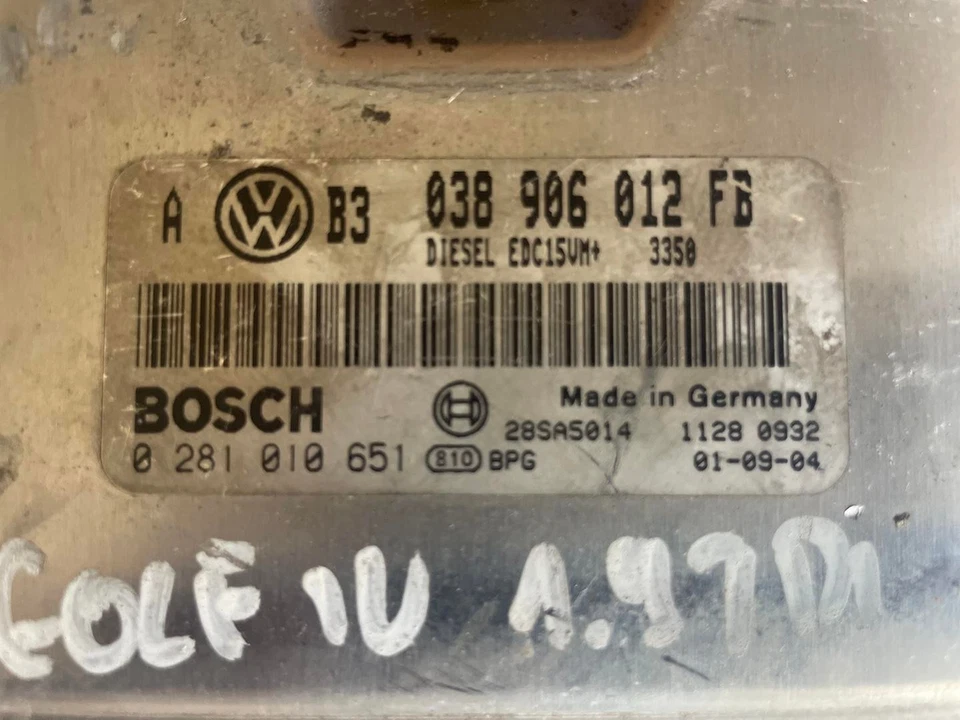 A VW B3 038 906 012 FB
DIESEL EDC15VM+ 3350
BOSCH Made in Germany
28SA5014 1128 0932
0 281 010 651 810 BPG 01-09-04
GOLF IV 1.9TDI